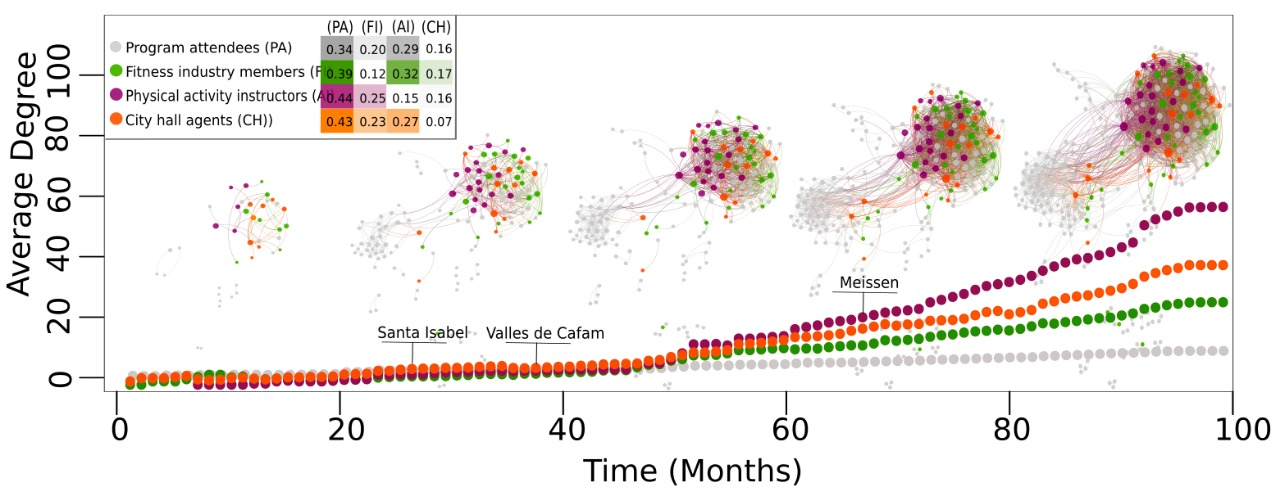 (PA) (FI) (AI) (CH)
Program attendees (PA) 0.34 0.20 0.29 0.16
Fitness industry members (F 0.39 0.12 0.32 0.17
Physical activity instructors (A 0.44 0.25 0.15 0.16
City hall agents (CH)) 0.43 0.23 0.27 0.07
Average Degree
100
80
60
40
20
0
Meissen
Santa Isabel
Valles de Cafam
0 20 40 60 80 100
Time (Months)